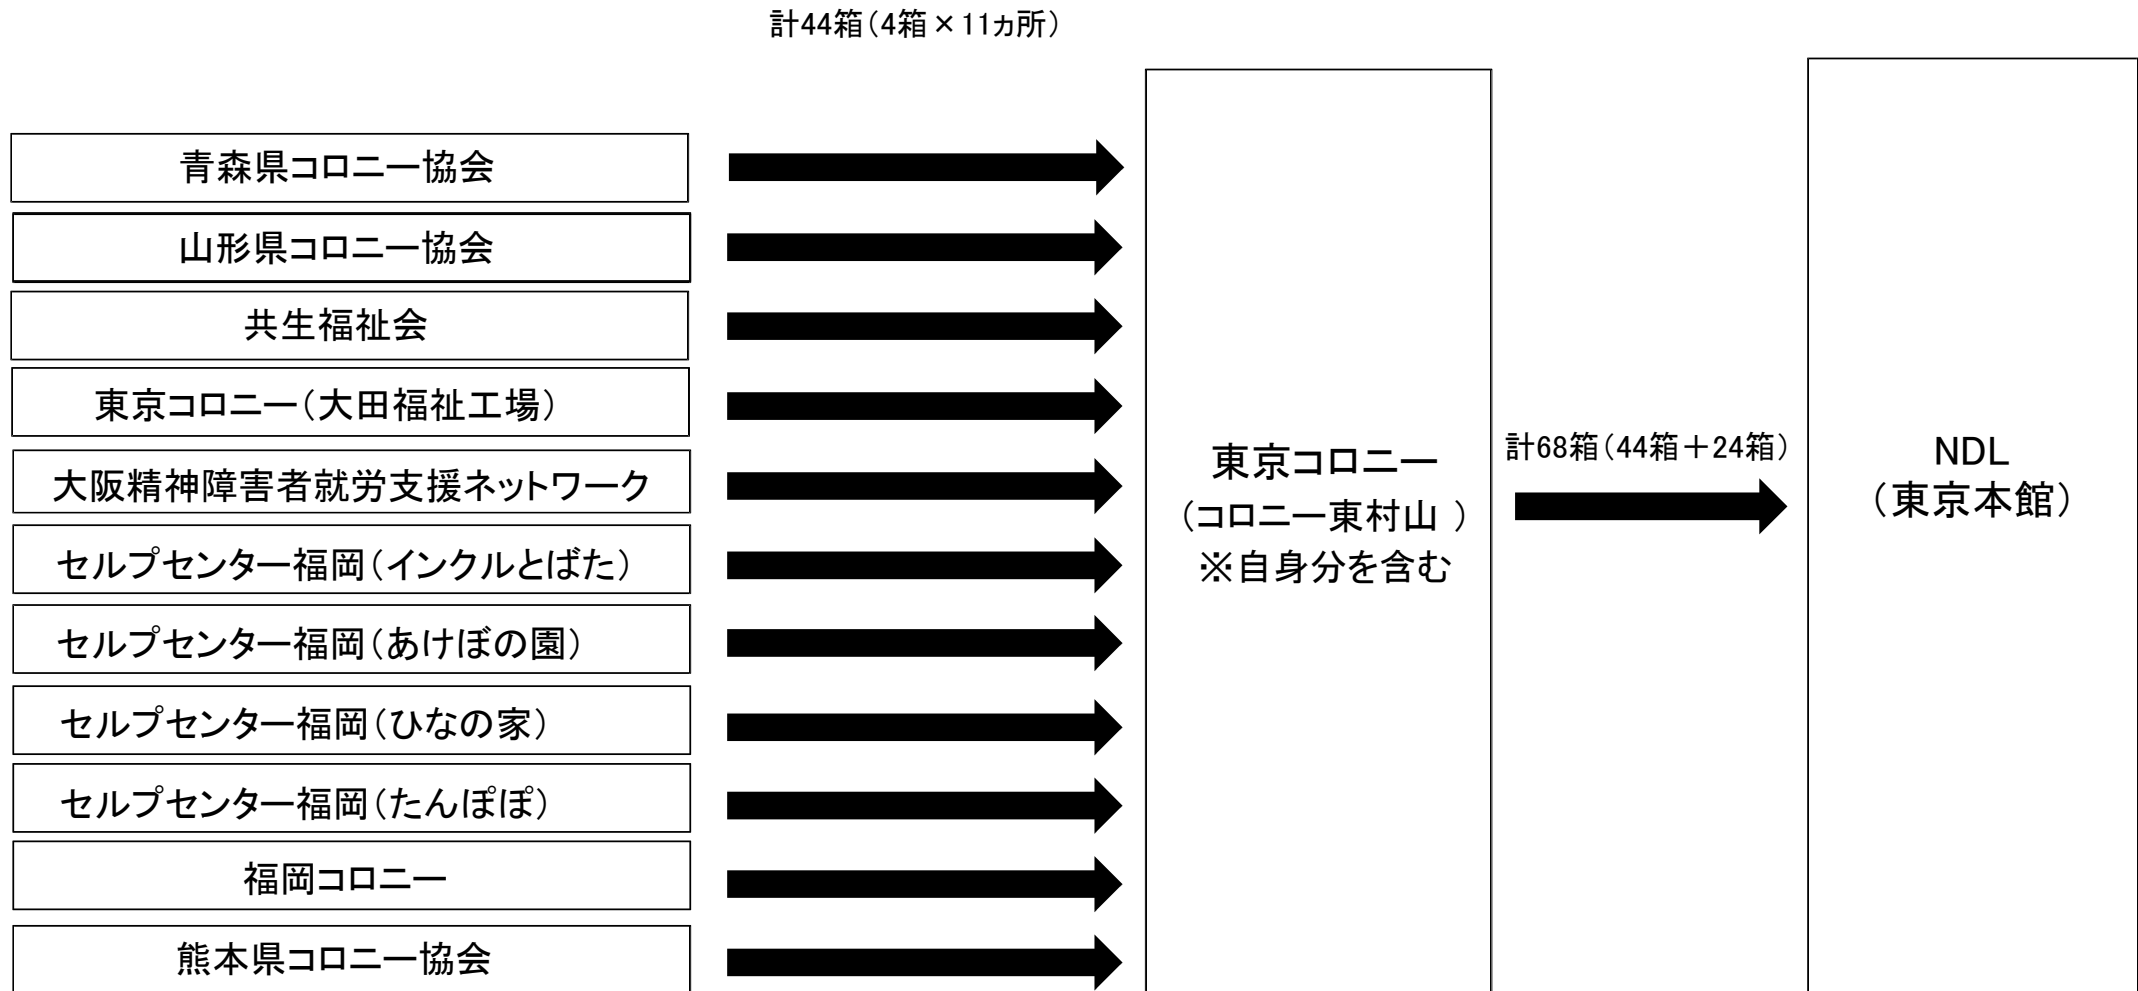 計44箱(4箱×11ヵ所)
青森県コロニー協会
山形県コロニー協会
共生福祉会
東京コロニー(大田福祉工場)
大阪精神障害者就労支援ネットワーク
セルプセンター福岡(インクルとばた)
セルプセンター福岡(あけぼの園)
セルプセンター福岡(ひなの家)
セルプセンター福岡(たんぽぽ)
福岡コロニー
熊本県コロニー協会
東京コロニー
(コロニー東村山 )
※自身分を含む
計68箱(44箱+24箱)
NDL
(東京本館)